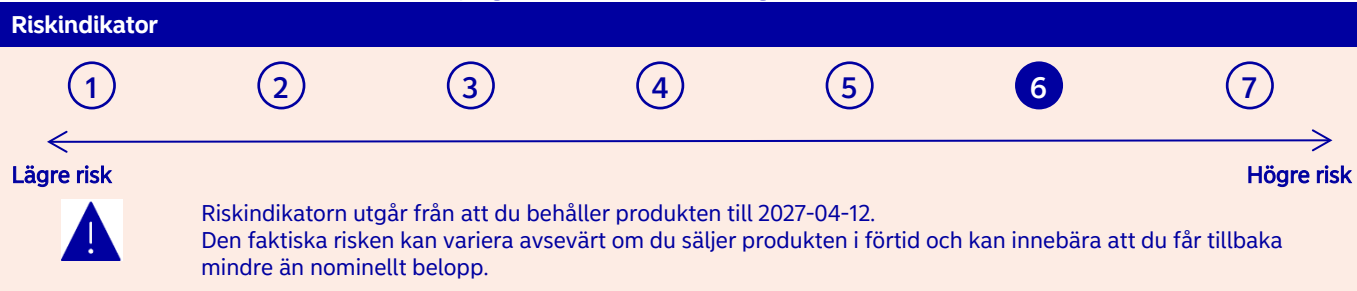 Riskindikator
1 2 3 4 5 6 7
Lägre risk Högre risk
Riskindikatorn utgår från att du behåller produkten till 2027-04-12.
Den faktiska risken kan variera avsevärt om du säljer produkten i förtid och kan innebära att du får tillbaka
mindre än nominellt belopp.